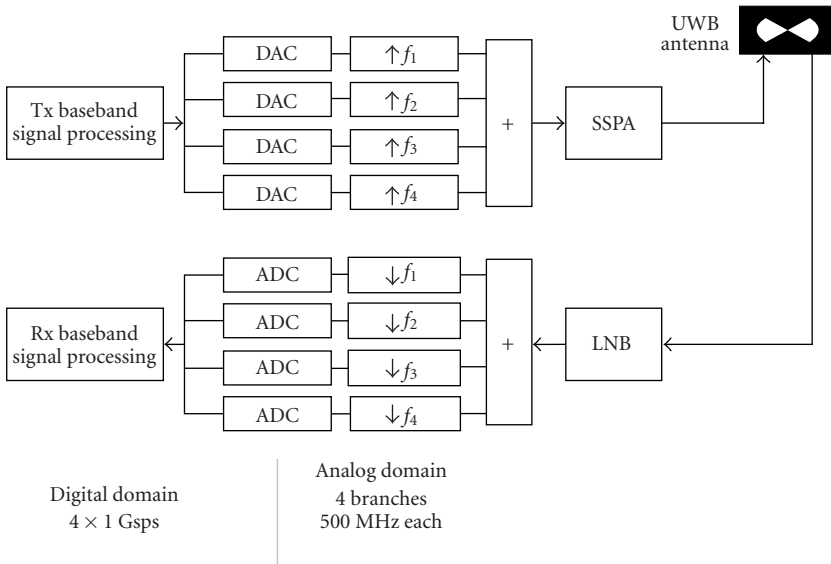 UWB
antenna
Tx baseband
signal processing
DAC
↑ f1
DAC
↑ f2
DAC
↑ f3
DAC
↑ f4
+
SSPA
Rx baseband
signal processing
ADC
↓ f1
ADC
↓ f2
ADC
↓ f3
ADC
↓ f4
+
LNB
Digital domain
4 × 1 Gsps
Analog domain
4 branches
500 MHz each